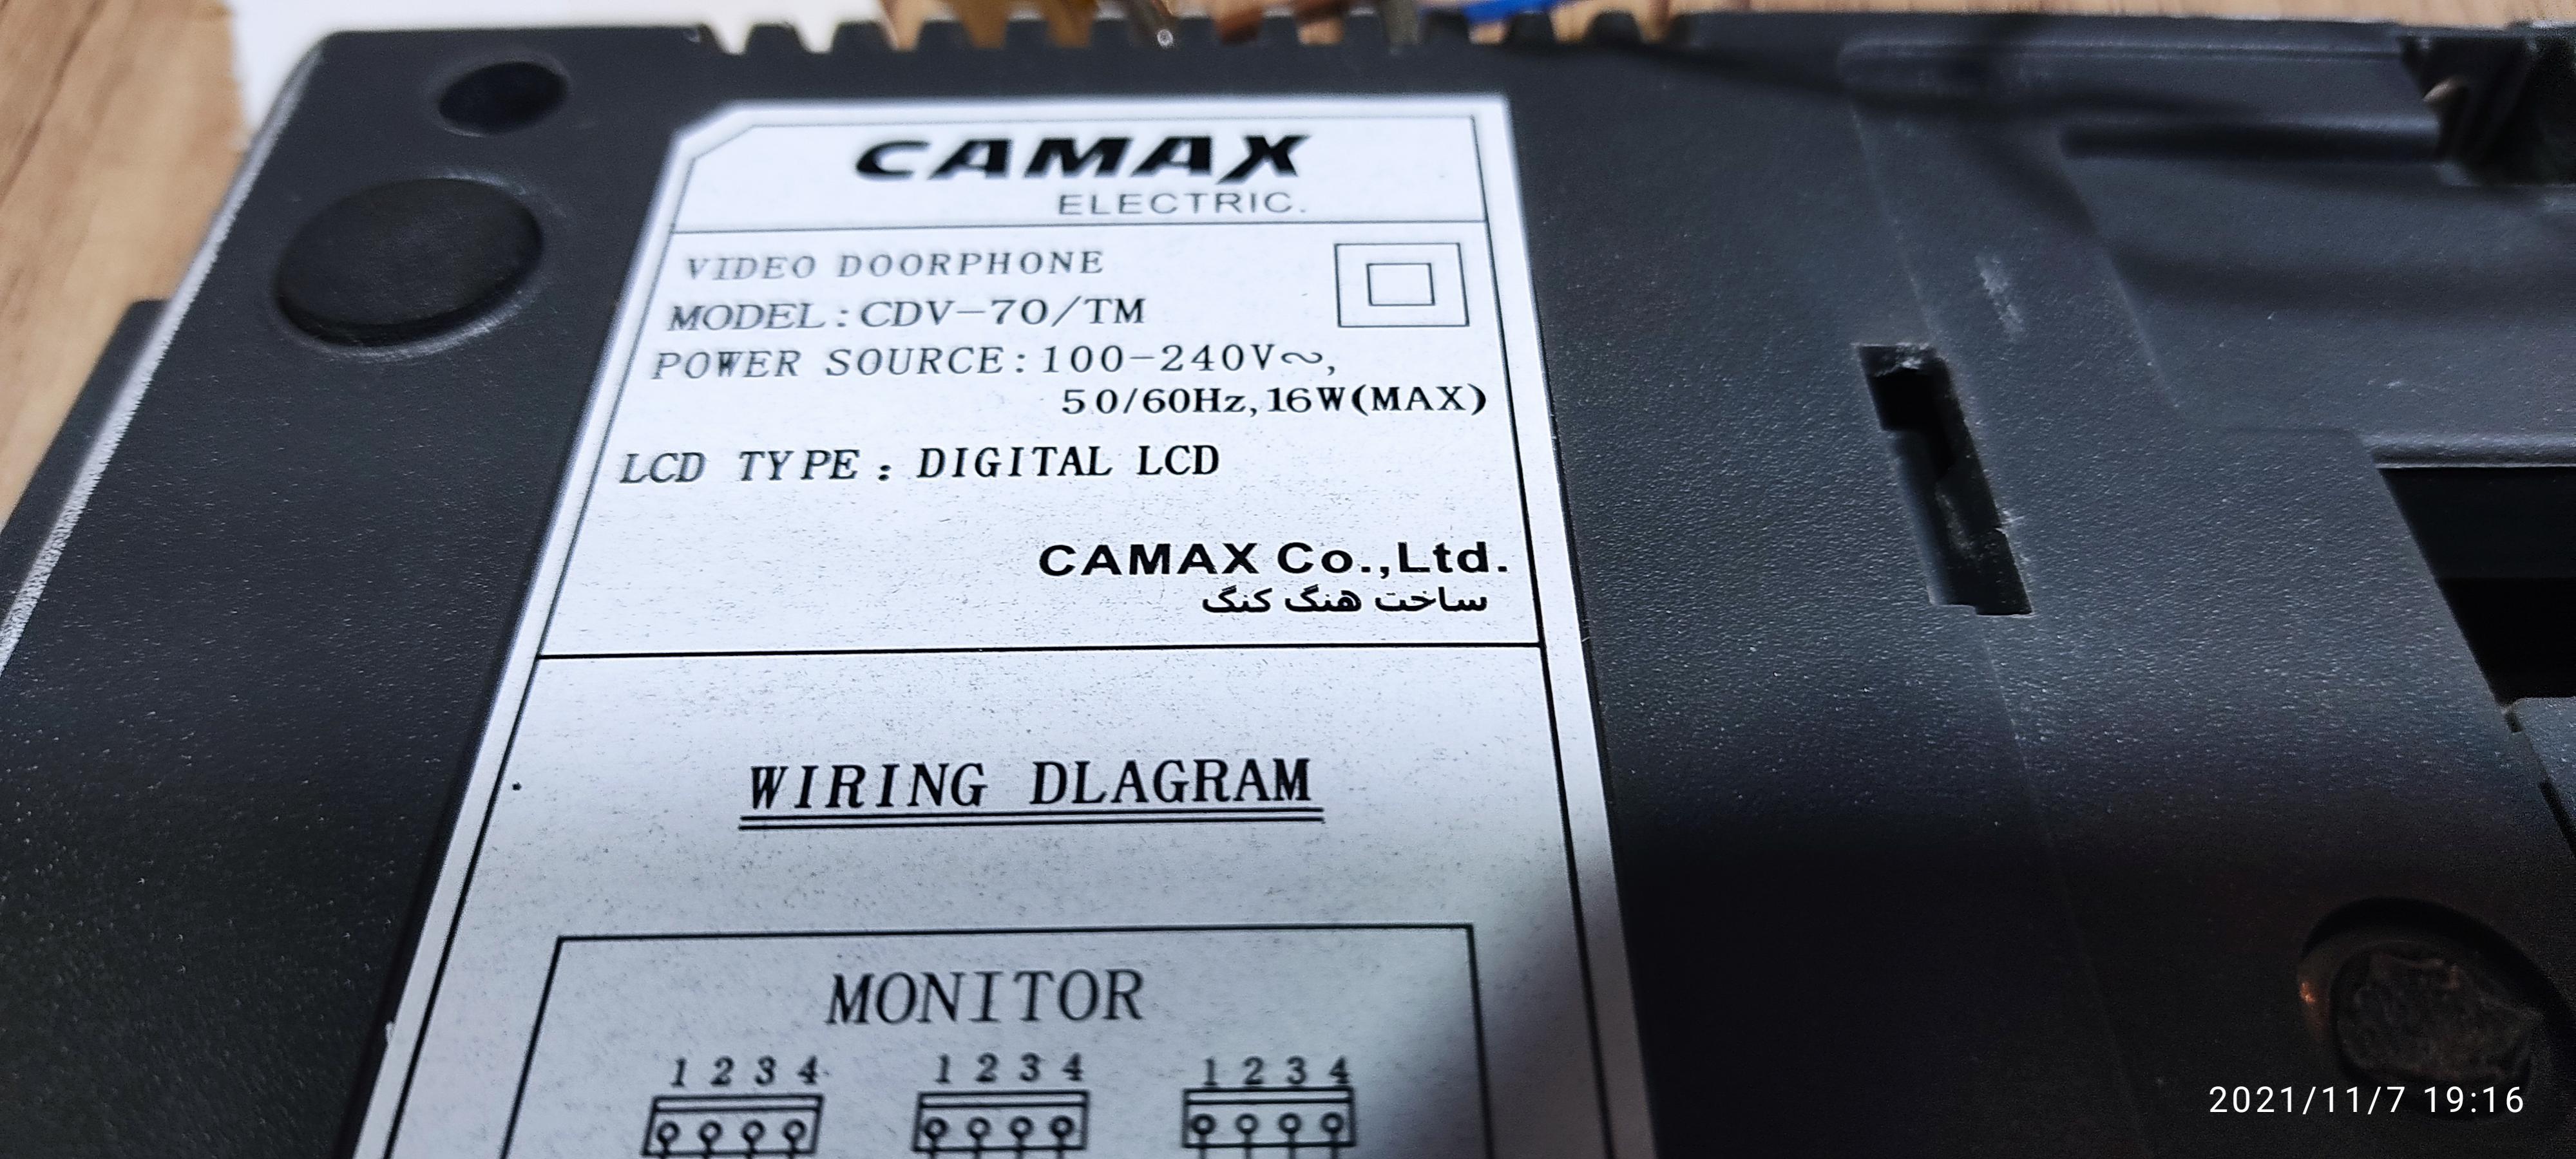 CAMAX
ELECTRIC.
VIDEO DOORPHONE
MODEL:CDV-70/TM
POWER SOURCE:100-240V~,
50/60Hz,16W(MAX)
LCD TYPE : DIGITAL LCD
CAMAX Co.,Ltd.
ساخت هنگ کنگ
WIRING DLAGRAM
MONITOR
1 2 3 4 1 2 3 4 1 2 3 4
2021/11/7 19:16